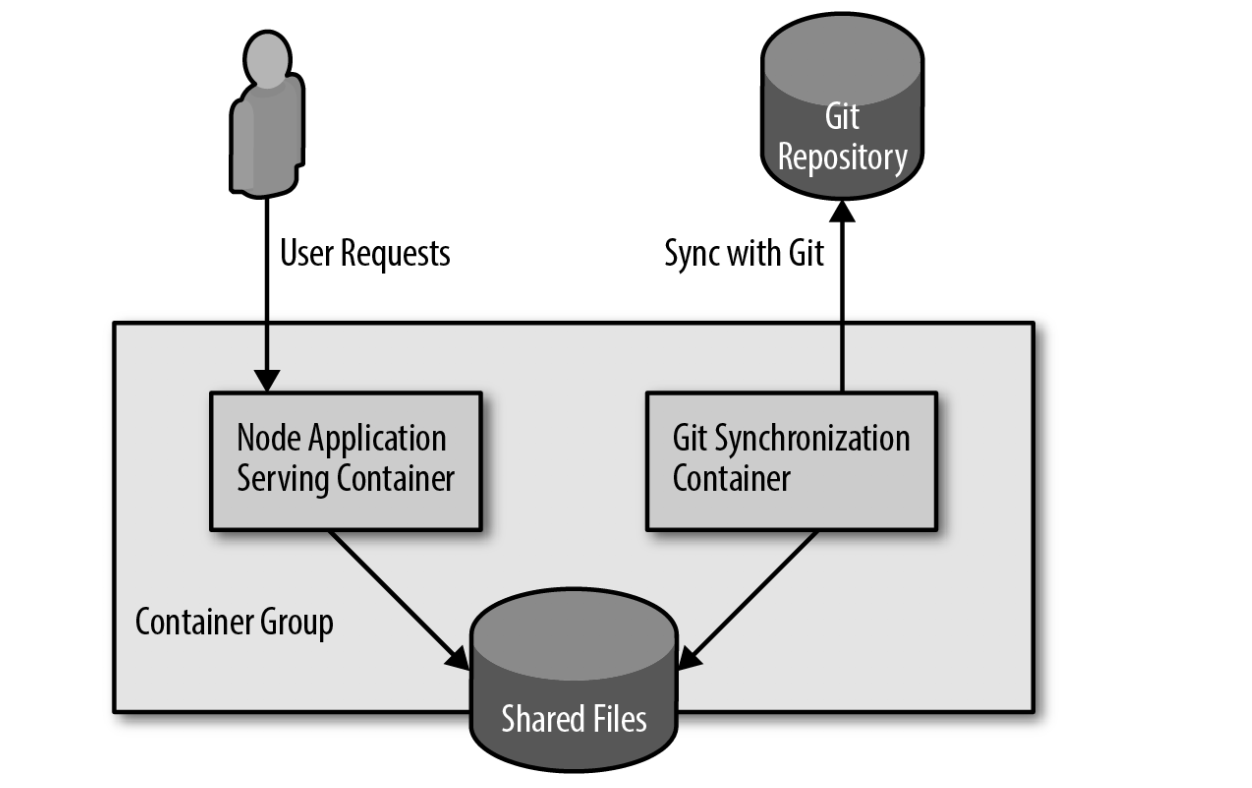 Git
Repository
User Requests
Sync with Git
Node Application
Serving Container
Git Synchronization
Container
Container Group
Shared Files